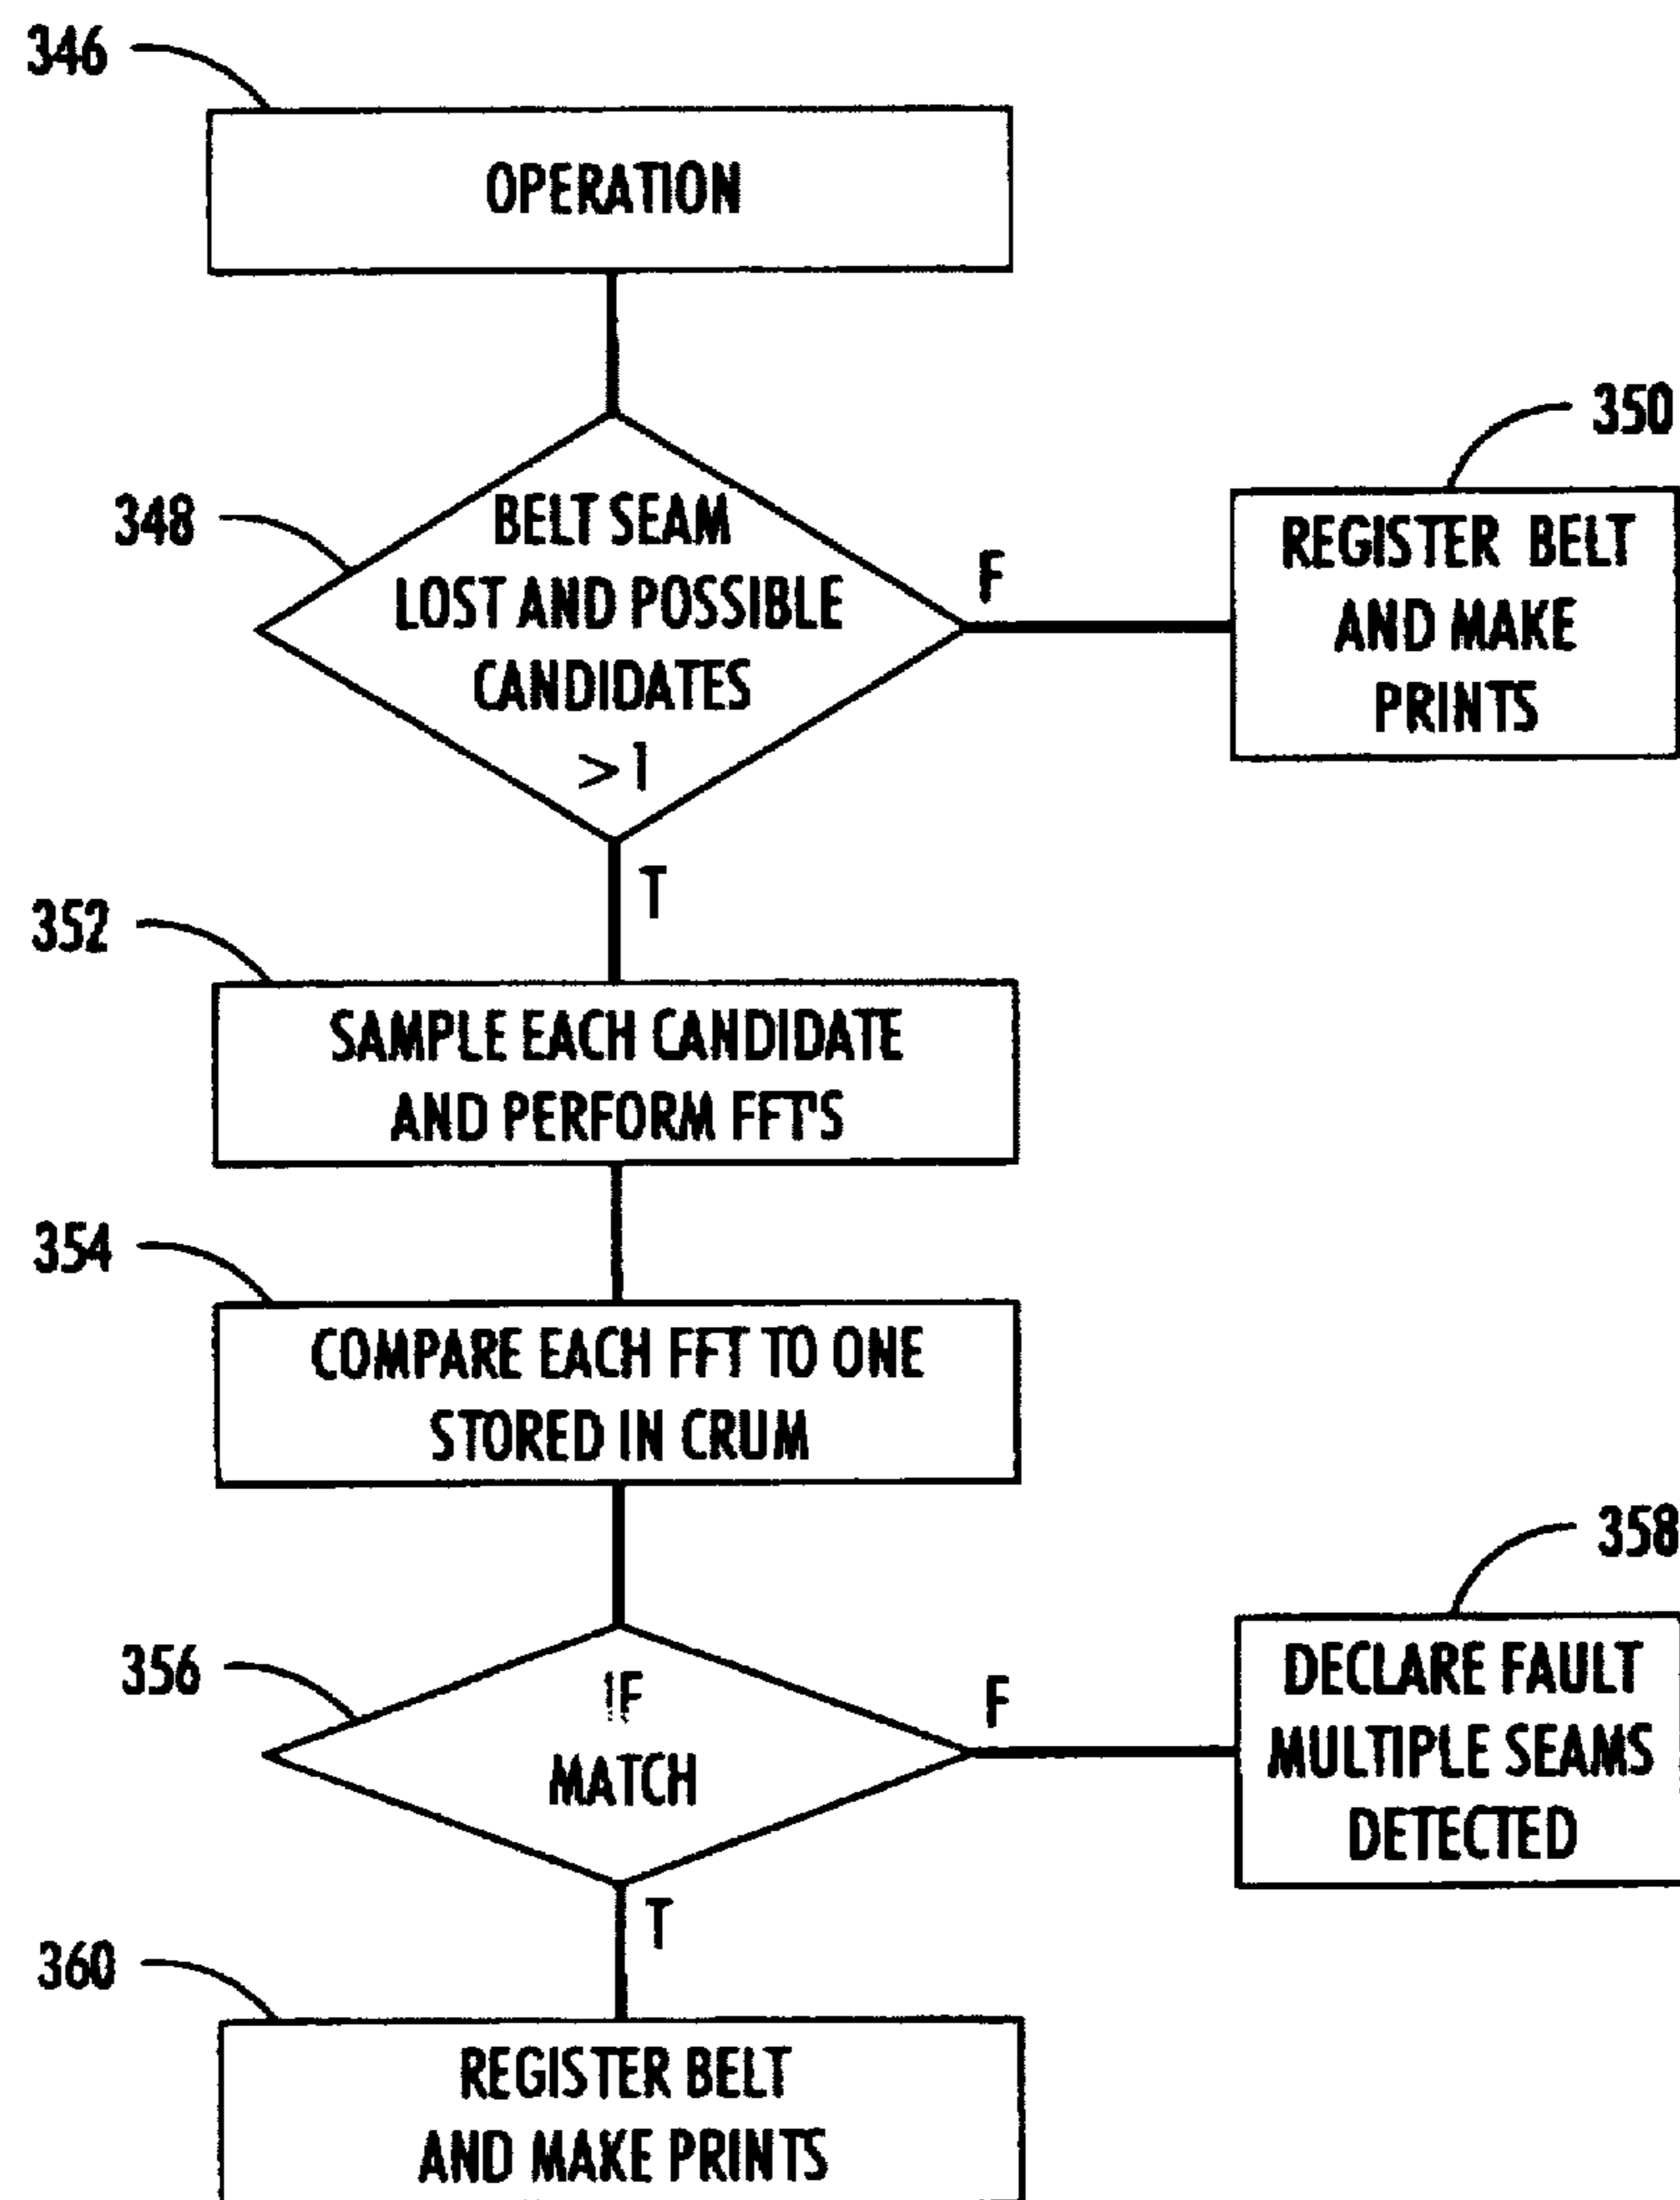 346
OPERATION
348
BELT SEAM
LOST AND POSSIBLE
CANDIDATES
>1
F
350
REGISTER BELT
AND MAKE
PRINTS
T
352
SAMPLE EACH CANDIDATE
AND PERFORM FFT'S
354
COMPARE EACH FFT TO ONE
STORED IN CRUM
356
IF
MATCH
F
358
DECLARE FAULT
MULTIPLE SEAMS
DETECTED
T
360
REGISTER BELT
AND MAKE PRINTS